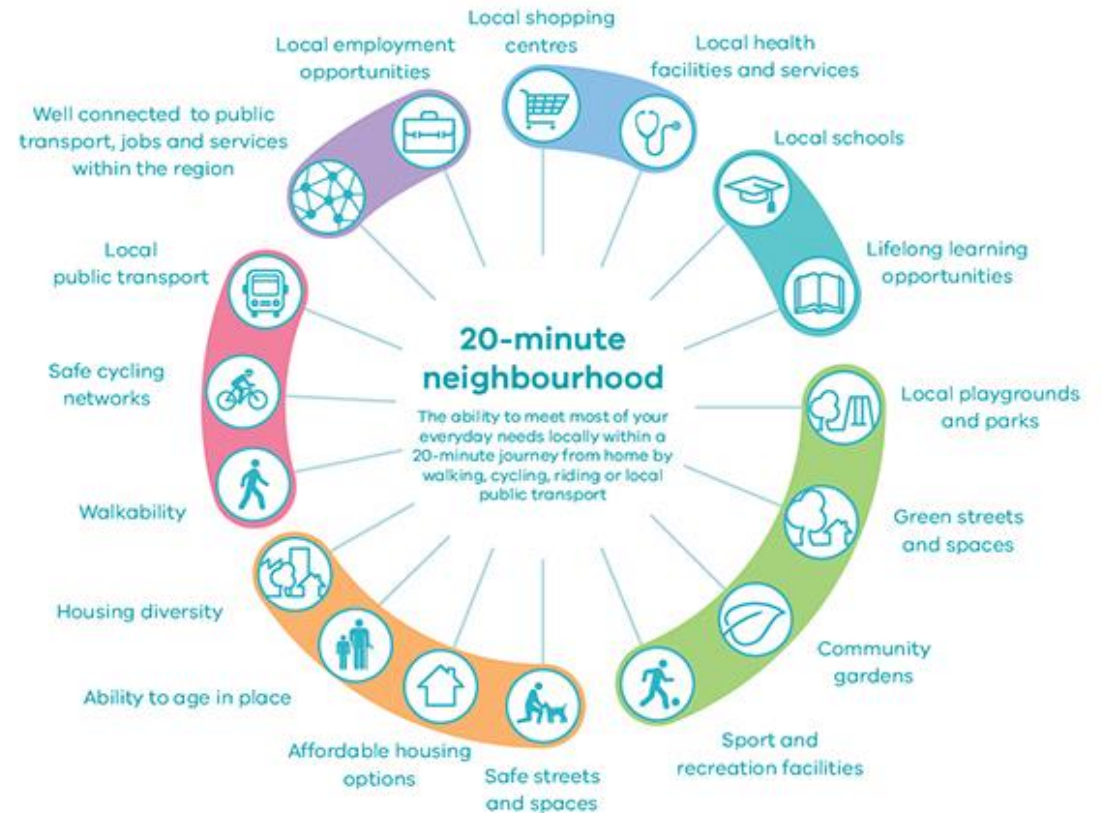 Local shopping
centres
Local health
facilities and services
Local schools
Lifelong learning
opportunities
Local playgrounds
and parks
Green streets
and spaces
Community
gardens
Sport and
recreation facilities
Safe streets
and spaces
Affordable housing
options
Ability to age in place
Housing diversity
Walkability
Safe cycling
networks
Local
public transport
Well connected to public
transport, jobs and services
within the region
Local employment
opportunities
20-minute
neighbourhood
The ability to meet most of your
everyday needs locally within a
20-minute journey from home by
walking, cycling, riding or local
public transport